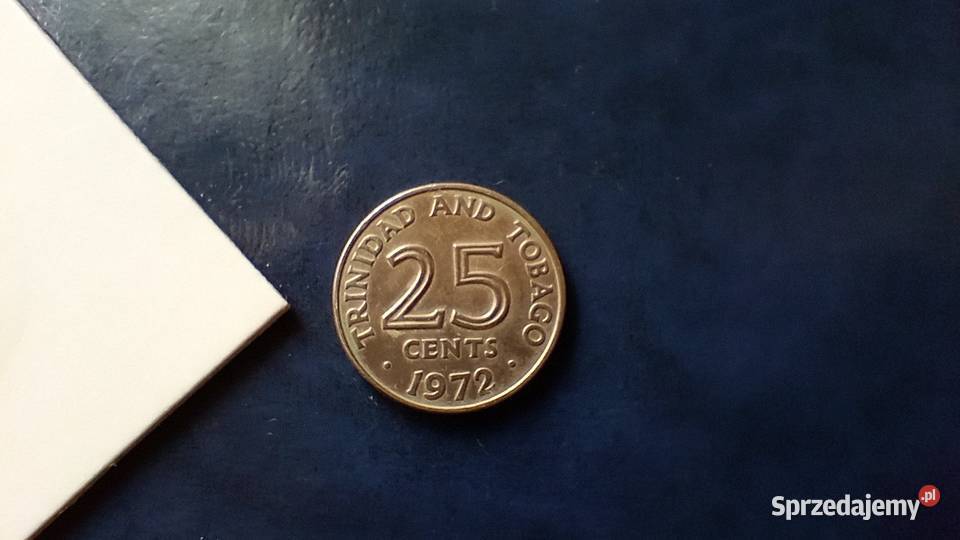 TRINIDAD AND TOBAGO
25
CENTS
· 1972 ·
Sprzedajemy.pl